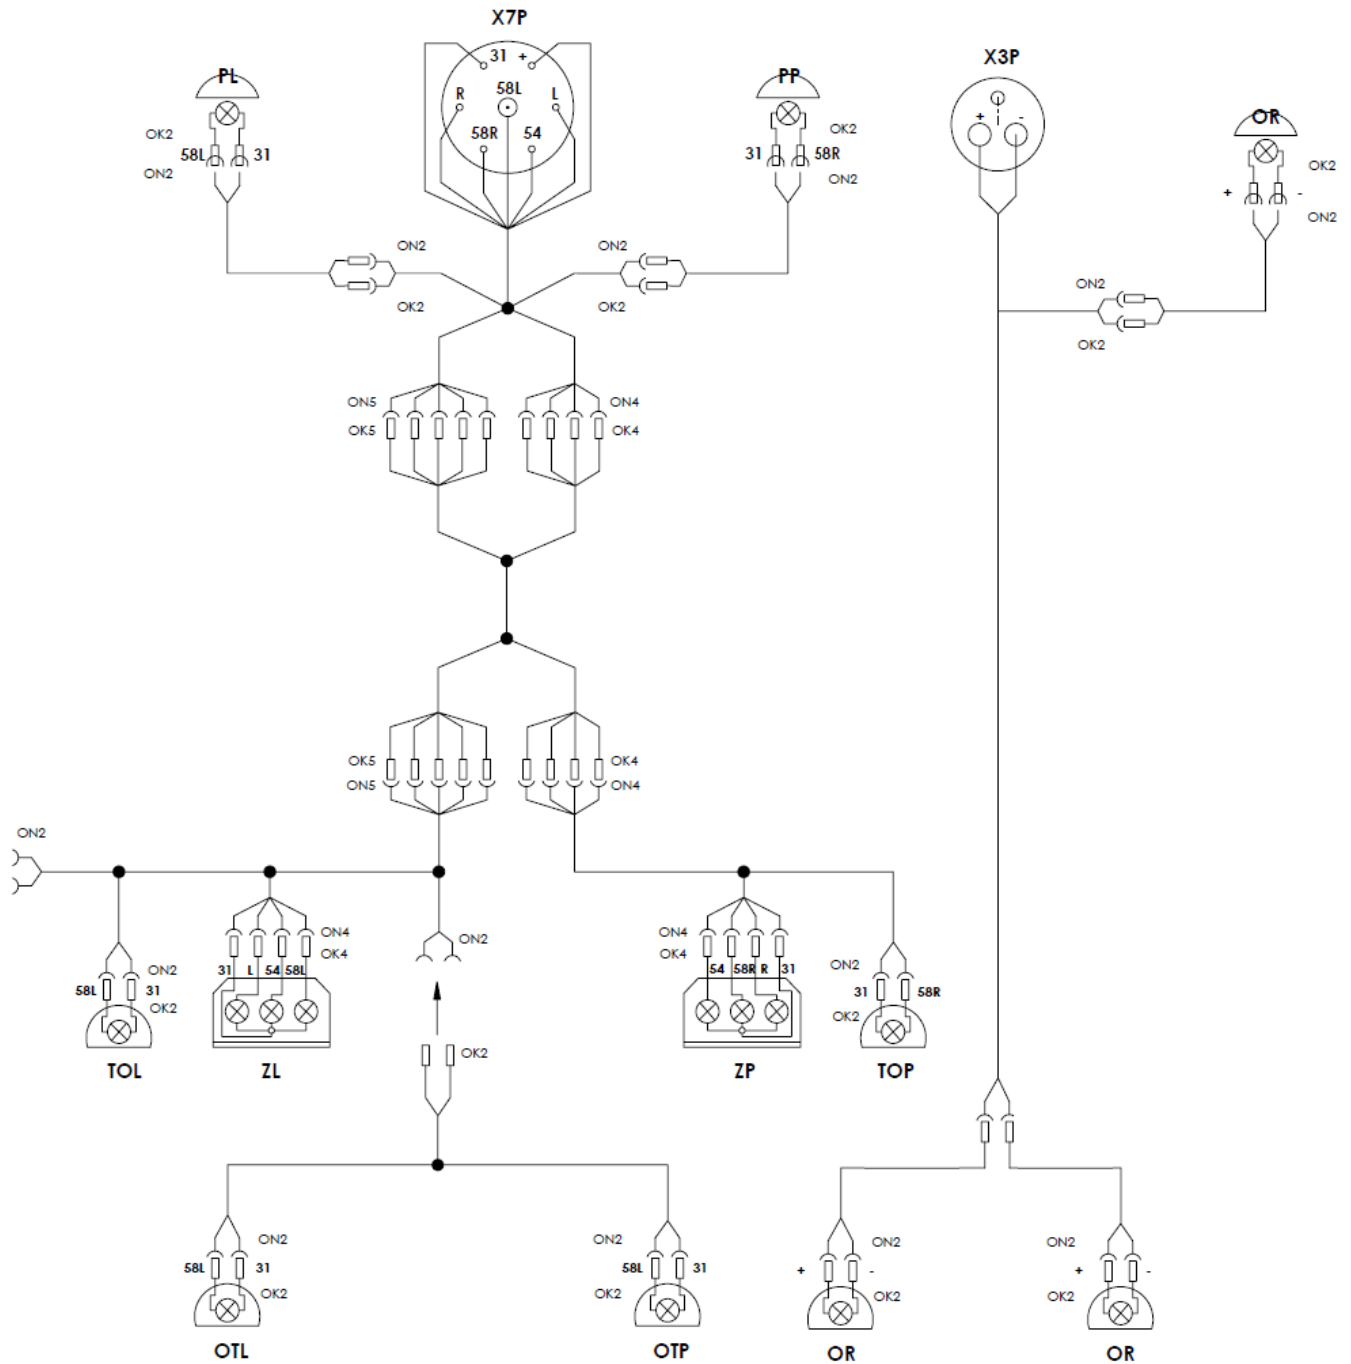 X7P
X3P
PL
31 +
PP
OR
R 58L L
58R 54
+ -
OK2
58L 31
ON2
OK2
31 58R
ON2
OK2
+ -
ON2
ON2
OK2
ON2
OK2
ON2
OK2
ON5
OK5
ON4
OK4
OK5
ON5
OK4
ON4
ON2
ON2
58L 31
OK2
TOL
ON4
OK4
31 L 54 58L
ZL
ON2
OK2
ON4
OK4
54 58R R 31
ZP
ON2
31 58R
OK2
TOP
ON2
58L 31
OK2
OTL
ON2
58L 31
OK2
OTP
ON2
+ -
OK2
OR
ON2
+ -
OK2
OR